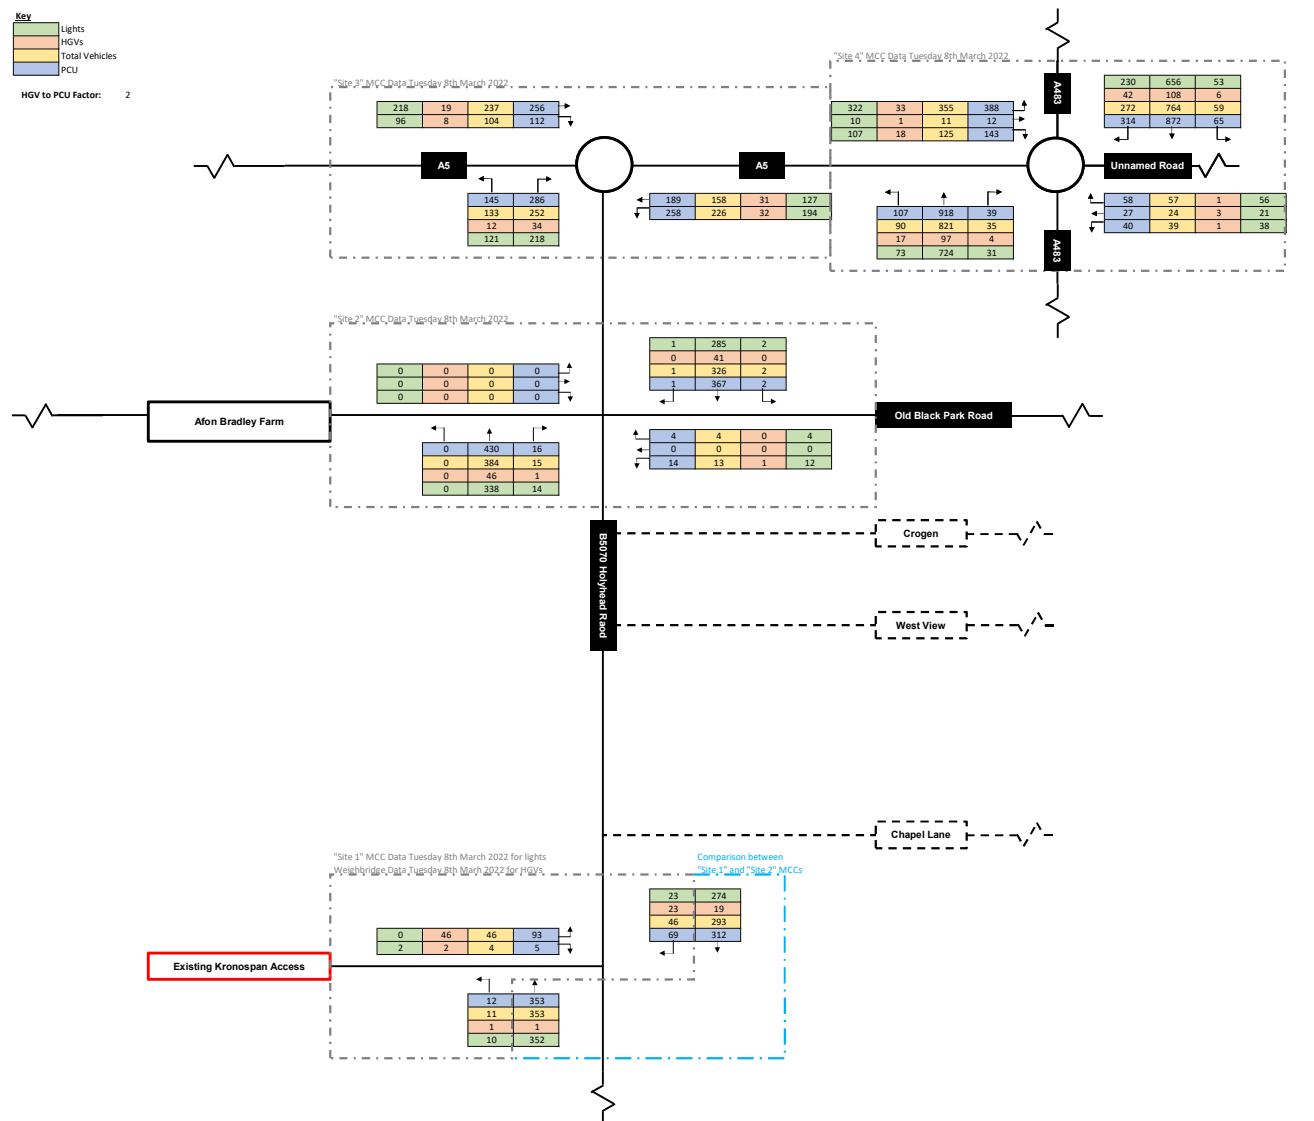 Key
Lights
HGVs
Total Vehicles
PCU
HGV to PCU Factor: 2
"Site 3" MCC Data Tuesday 8th March 2022
218 19 237 256
96 8 104 112
A5
A5
145 286
133 252
12 34
121 218
189 158 31 127
258 226 32 194
"Site 4" MCC Data Tuesday 8th March 2022
322 33 355 388
10 1 11 12
107 18 125 143
A483
230 656 53
42 108 6
272 764 59
314 872 65
Unnamed Road
107 918 39
90 821 35
17 97 4
73 724 31
A483
58 57 1 56
27 24 3 21
40 39 1 38
"Site 2" MCC Data Tuesday 8th March 2022
0 0 0 0
0 0 0 0
0 0 0 0
1 285 2
0 41 0
1 326 2
1 367 2
Afon Bradley Farm
Old Black Park Road
0 430 16
0 384 15
0 46 1
0 338 14
4 4 0 4
0 0 0 0
14 13 1 12
B5070 Holyhead Raod
Crogen
West View
Chapel Lane
"Site 1" MCC Data Tuesday 8th March 2022 for lights
Weighbridge Data Tuesday 8th Marh 2022 for HGVs
Comparison between
"Site 1" and "Site 2" MCCs
23 274
23 19
46 293
69 312
0 46 46 93
2 2 4 5
Existing Kronospan Access
12 353
11 353
1 1
10 352